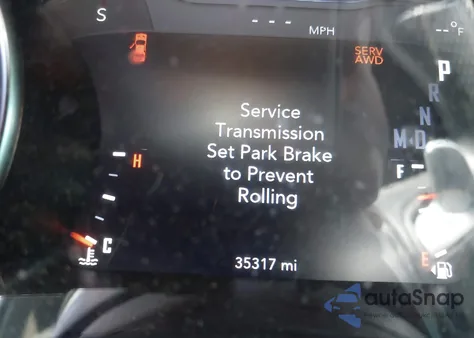 S
--- MPH
--°F
SERV
AWD
P
R
N
D
M
Service
Transmission
Set Park Brake
to Prevent
Rolling
H
F
C
E
35317 mi
autoSnap